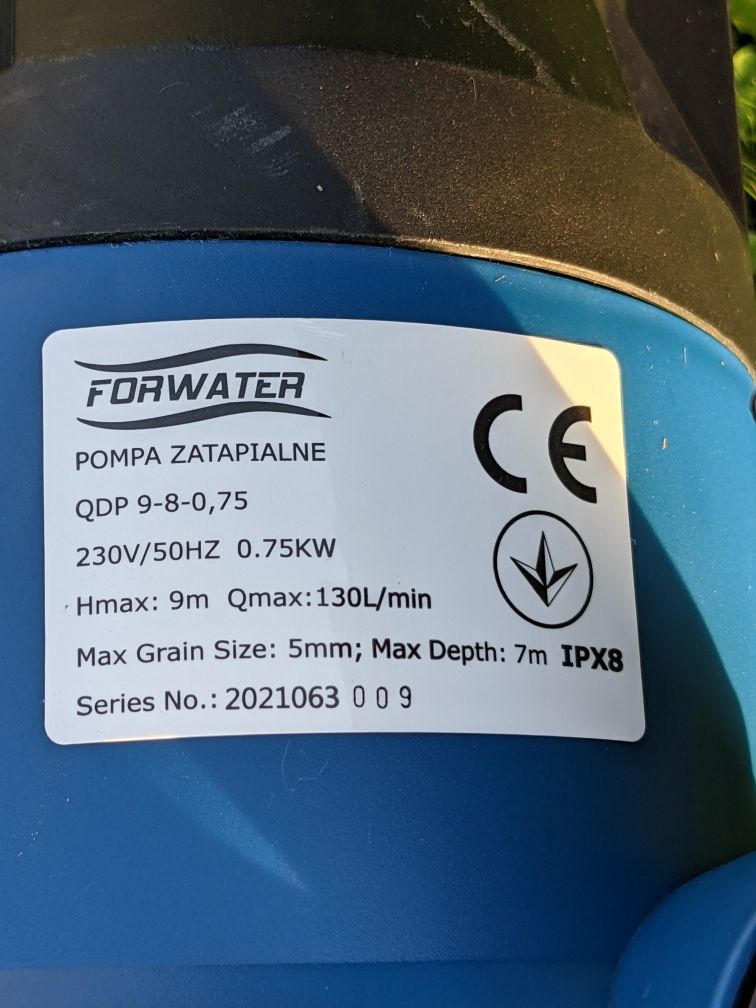 FORWATER
POMPA ZATAPIALNE
QDP 9-8-0,75
230V/50HZ 0.75KW
Hmax: 9m Qmax:130L/min
Max Grain Size: 5mm; Max Depth: 7m IPX8
Series No.: 2021063 009
CE